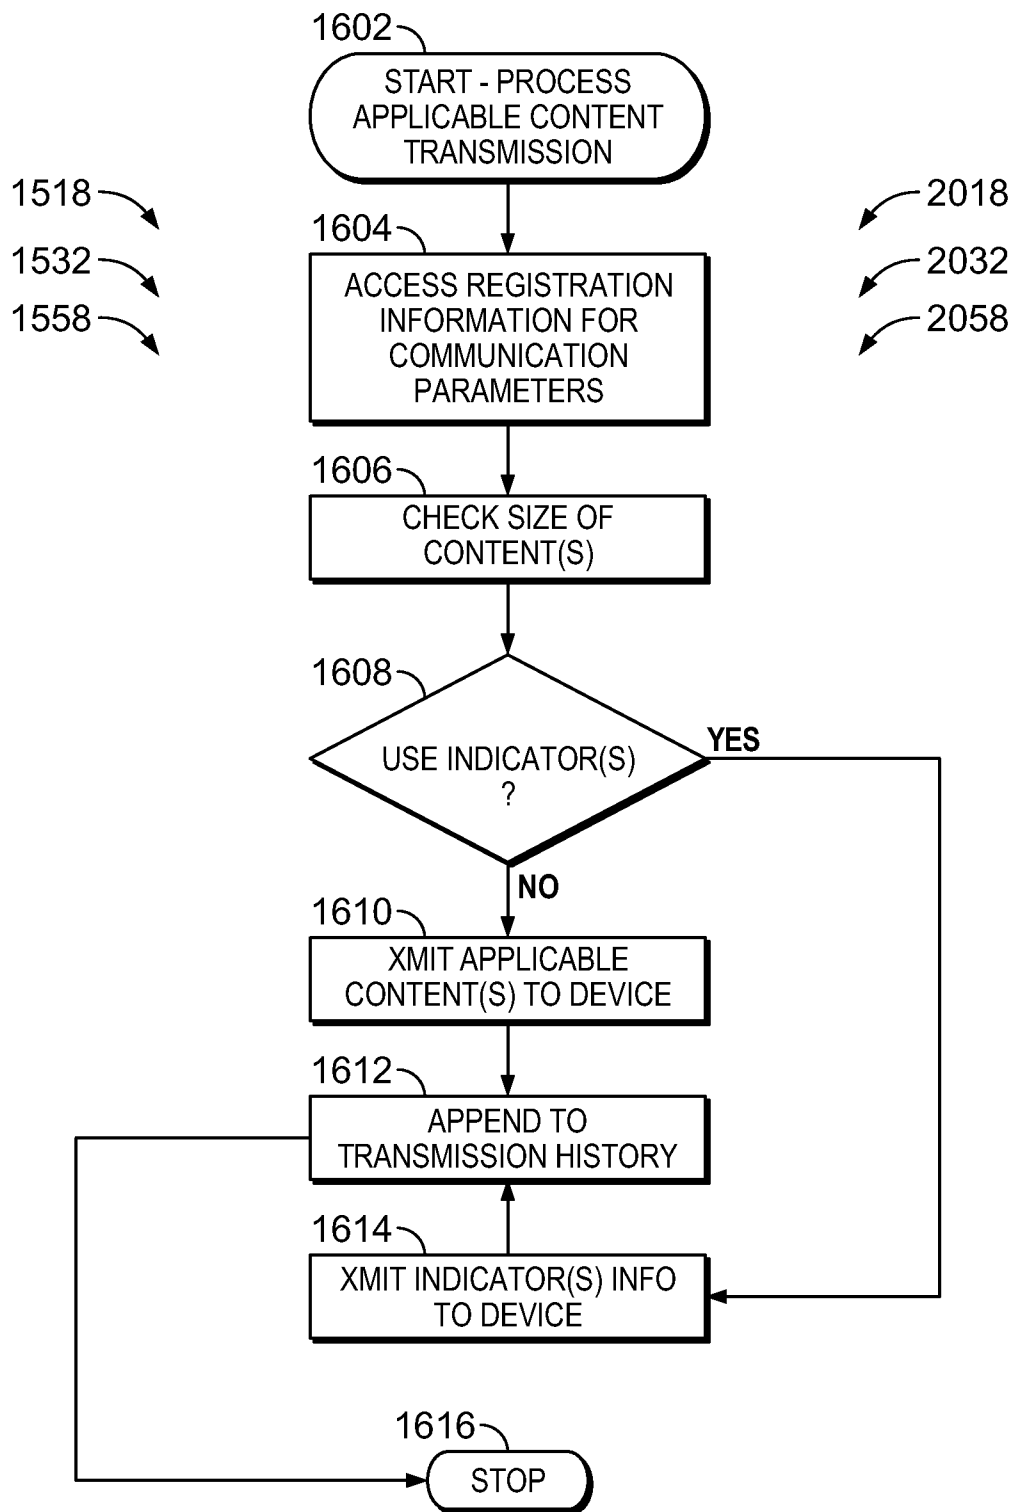 1602
START - PROCESS
APPLICABLE CONTENT
TRANSMISSION
1518
2018
1604
1532
2032
ACCESS REGISTRATION
INFORMATION FOR
COMMUNICATION
PARAMETERS
1558
2058
1606
CHECK SIZE OF
CONTENT(S)
1608
USE INDICATOR(S)
?
YES
NO
1610
XMIT APPLICABLE
CONTENT(S) TO DEVICE
1612
APPEND TO
TRANSMISSION HISTORY
1614
XMIT INDICATOR(S) INFO
TO DEVICE
1616
STOP